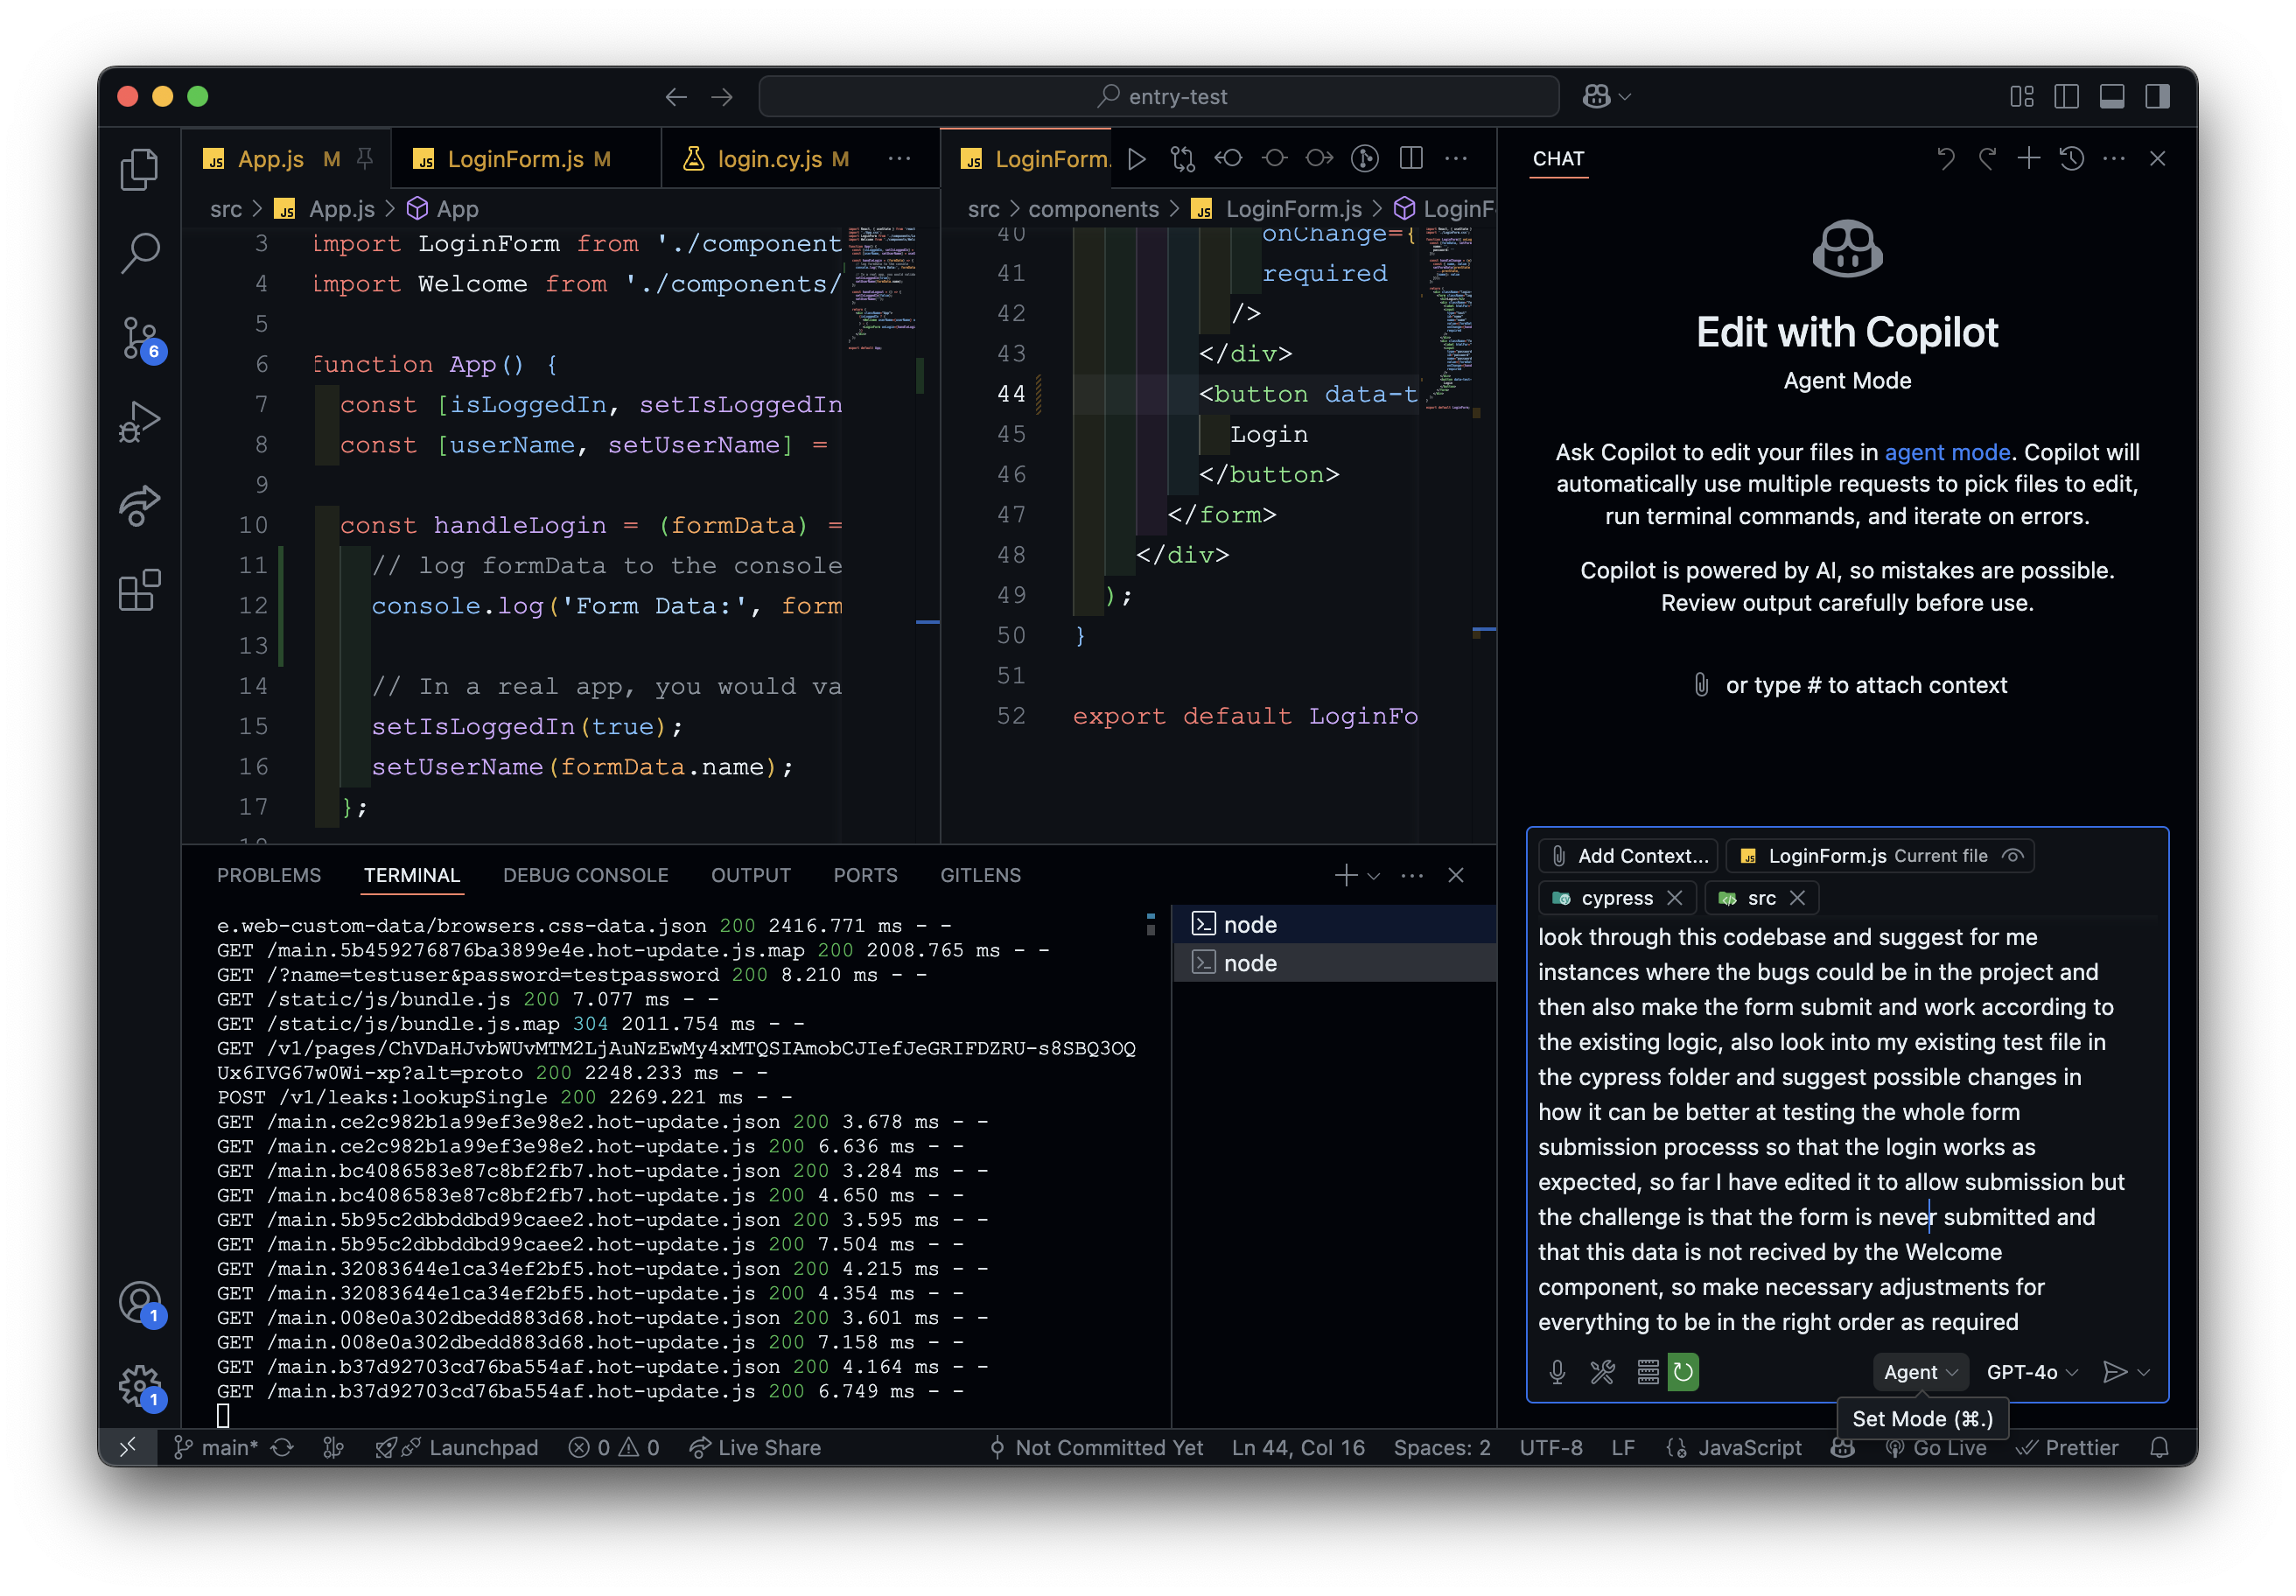 entry-test
App.js M
LoginForm.js M
login.cy.js M
LoginForm.
CHAT
src > App.js > App
src > components > LoginForm.js > LoginF
3 import LoginForm from './component
4 import Welcome from './components/
5
6 function App() {
7 const [isLoggedIn, setIsLoggedIn
8 const [userName, setUserName] =
9
10 const handleLogin = (formData) =
11 // log formData to the console
12 console.log('Form Data:', form
13
14 // In a real app, you would va
15 setIsLoggedIn(true);
16 setUserName(formData.name);
17 };
40 onChange={
41 required
42 />
43 </div>
44 <button data-t
45 Login
46 </button>
47 </form>
48 </div>
49 );
50 }
51
52 export default LoginFo
Edit with Copilot
Agent Mode
Ask Copilot to edit your files in agent mode. Copilot will
automatically use multiple requests to pick files to edit,
run terminal commands, and iterate on errors.
Copilot is powered by AI, so mistakes are possible.
Review output carefully before use.
or type # to attach context
6
1
1
PROBLEMS TERMINAL DEBUG CONSOLE OUTPUT PORTS GITLENS
e.web-custom-data/browsers.css-data.json 200 2416.771 ms - -
GET /main.5b459276876ba3899e4e.hot-update.js.map 200 2008.765 ms - -
GET /?name=testuser&password=testpassword 200 8.210 ms - -
GET /static/js/bundle.js 200 7.077 ms - -
GET /static/js/bundle.js.map 304 2011.754 ms - -
GET /v1/pages/ChVDaHJvbWUvMTM2LjAuNzEwMy4xMTQSIAmobCJIefJeGRIFDZRU-s8SBQ3OQ
Ux6IVG67w0Wi-xp?alt=proto 200 2248.233 ms - -
POST /v1/leaks:lookupSingle 200 2269.221 ms - -
GET /main.ce2c982b1a99ef3e98e2.hot-update.json 200 3.678 ms - -
GET /main.ce2c982b1a99ef3e98e2.hot-update.js 200 6.636 ms - -
GET /main.bc4086583e87c8bf2fb7.hot-update.json 200 3.284 ms - -
GET /main.bc4086583e87c8bf2fb7.hot-update.js 200 4.650 ms - -
GET /main.5b95c2dbbddbd99caee2.hot-update.json 200 3.595 ms - -
GET /main.5b95c2dbbddbd99caee2.hot-update.js 200 7.504 ms - -
GET /main.32083644e1ca34ef2bf5.hot-update.json 200 4.215 ms - -
GET /main.32083644e1ca34ef2bf5.hot-update.js 200 4.354 ms - -
GET /main.008e0a302dbedd883d68.hot-update.json 200 3.601 ms - -
GET /main.008e0a302dbedd883d68.hot-update.js 200 7.158 ms - -
GET /main.b37d92703cd76ba554af.hot-update.json 200 4.164 ms - -
GET /main.b37d92703cd76ba554af.hot-update.js 200 6.749 ms - -
node
node
Add Context...
LoginForm.js Current file
cypress
src
look through this codebase and suggest for me
instances where the bugs could be in the project and
then also make the form submit and work according to
the existing logic, also look into my existing test file in
the cypress folder and suggest possible changes in
how it can be better at testing the whole form
submission processs so that the login works as
expected, so far I have edited it to allow submission but
the challenge is that the form is never submitted and
that this data is not recived by the Welcome
component, so make necessary adjustments for
everything to be in the right order as required
Agent
GPT-4o
Set Mode (⌘.)
main* Launchpad 0 0 Live Share Not Committed Yet Ln 44, Col 16 Spaces: 2 UTF-8 LF JavaScript Go Live Prettier